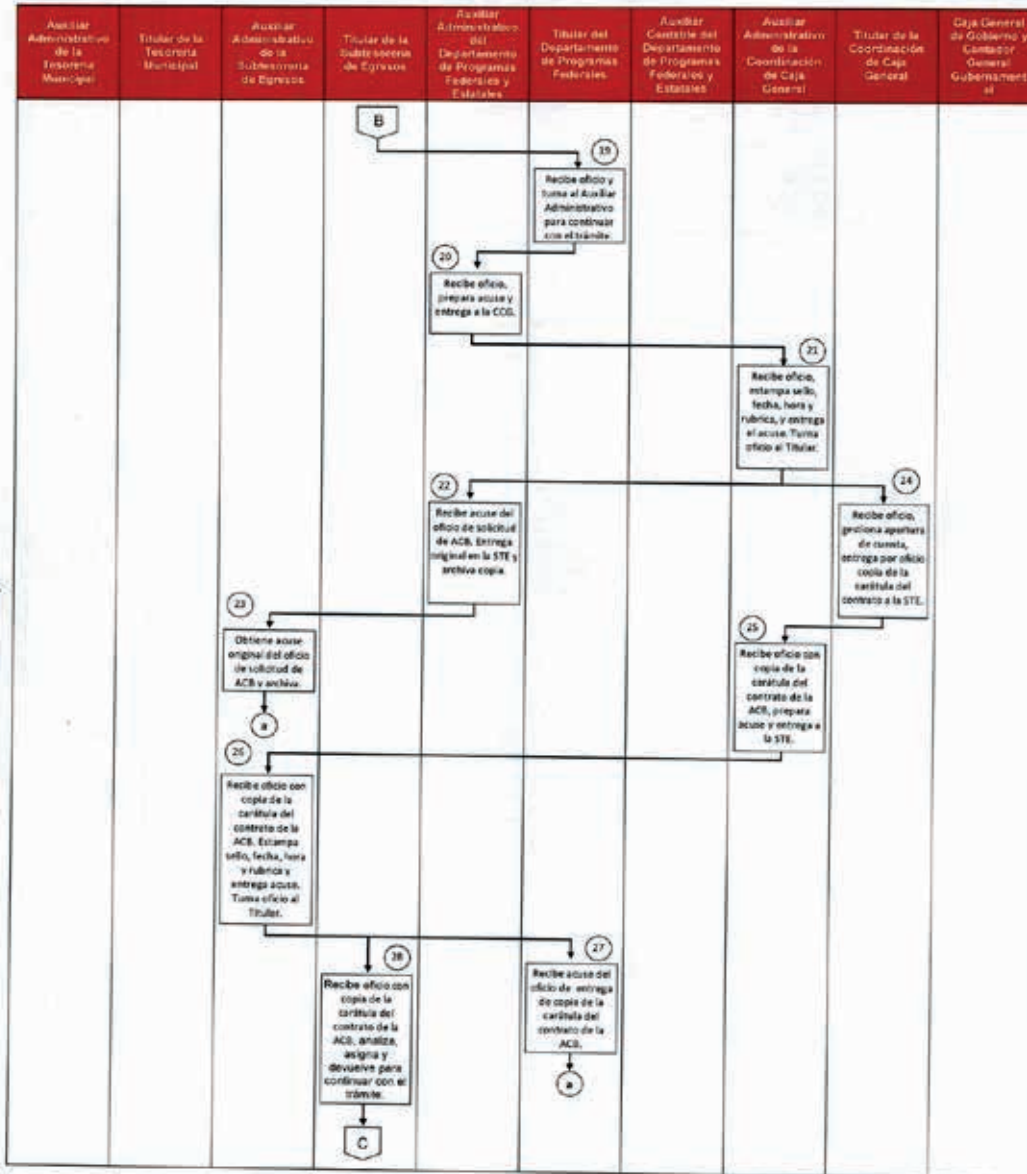 Auxiliar
Administrativo
de la
Tesorería
Municipal
Titular de la
Tesorería
Municipal
Auxiliar
Administrativo
de la
Subtesorería
de Egresos
Titular de la
Subtesorería
de Egresos
Auxiliar
Administrativo
del
Departamento
de Programas
Federales y
Estatales
Titular del
Departamento
de Programas
Federales
Auxiliar
Contable del
Departamento
de Programas
Federales y
Estatales
Auxiliar
Administrativo
de la
Coordinación
de Caja
General
Titular de la
Coordinación
de Caja
General
Caja General
de Gobierno y
Contador
General
Gubernament
al
B
19
Recibe oficio y
turna al Auxiliar
Administrativo
para continuar
con el trámite.
20
Recibe oficio,
prepara acuse y
entrega a la CCG.
21
Recibe oficio,
estampa sello,
fecha, hora y
rubrica, y entrega
el acuse. Turna
oficio al Titular.
22
Recibe acuse del
oficio de solicitud
de ACB. Entrega
original en la STE y
archiva copia.
24
Recibe oficio,
gestiona apertura
de cuenta,
entrega por oficio
copia de la
carátula del
contrato a la STE.
23
Obtiene acuse
original del oficio
de solicitud de
ACB y archiva.
a
25
Recibe oficio con
copia de la
carátula del
contrato de la
ACB, prepara
acuse y entrega a
la STE.
26
Recibe oficio con
copia de la
carátula del
contrato de la
ACB. Estampa
sello, fecha, hora
y rubrica y
entrega acuse.
Turna oficio al
Titular.
28
Recibe oficio con
copia de la
carátula del
contrato de la
ACB, analiza,
asigna y
devuelve para
continuar con el
trámite.
C
27
Recibe acuse del
oficio de entrega
de copia de la
carátula del
contrato de la
ACB.
a